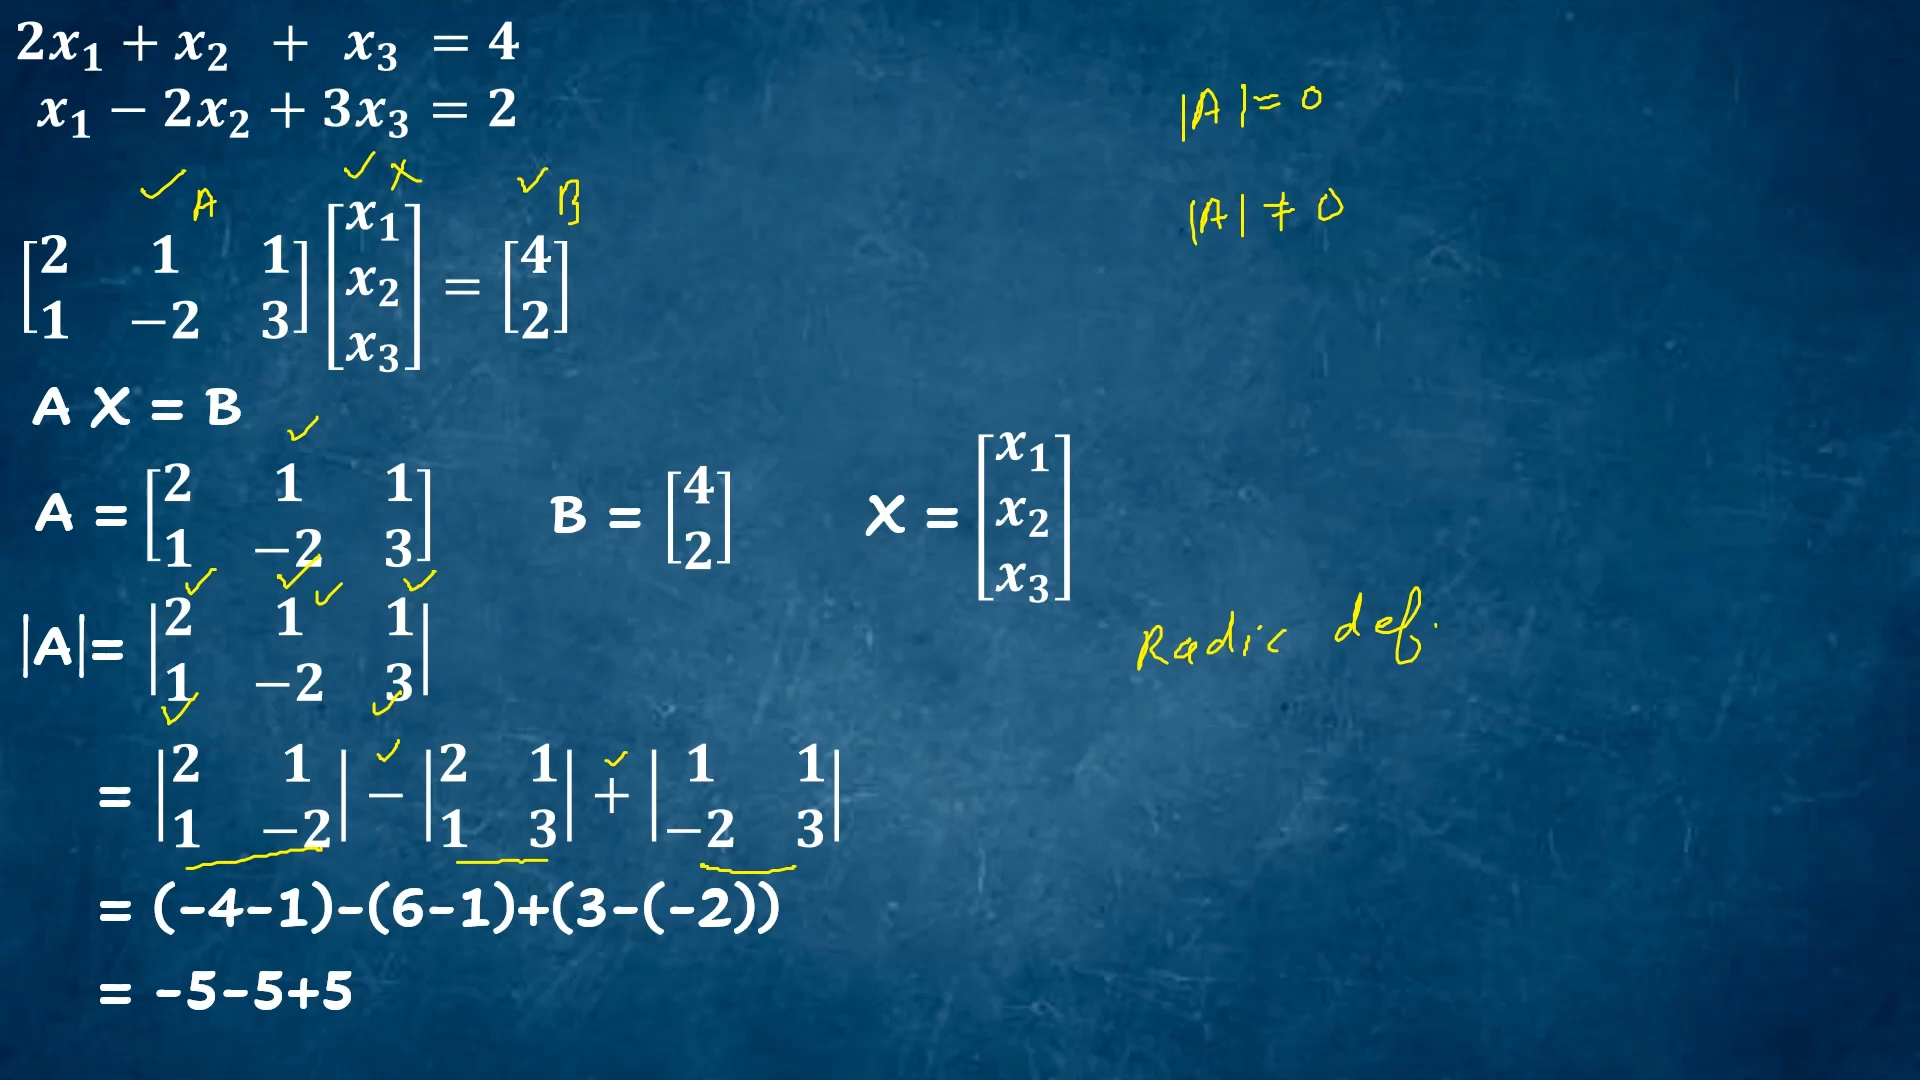 2x₁ + x₂ + x₃ = 4
x₁ − 2x₂ + 3x₃ = 2
|A| = 0
|A| ≠ 0
A X B
[2 1 1; 1 −2 3] [x₁; x₂; x₃] = [4; 2]
A X = B
A = [2 1 1; 1 −2 3] B = [4; 2] X = [x₁; x₂; x₃]
|A|= |2 1 1; 1 −2 3|
Radic def.
= |2 1; 1 −2| − |2 1; 1 3| + |1 1; −2 3|
= (-4-1)-(6-1)+(3-(-2))
= -5-5+5